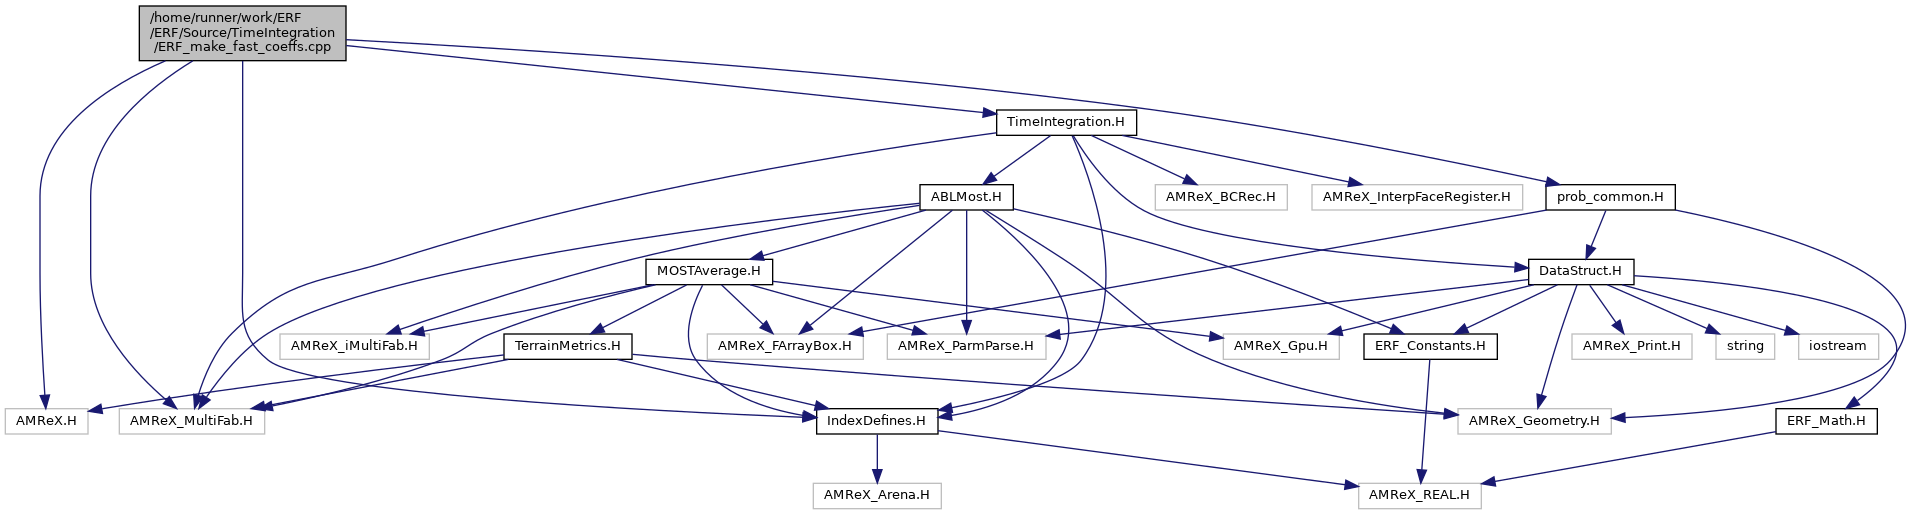 /home/runner/work/ERF
/ERF/Source/TimeIntegration
/ERF_make_fast_coeffs.cpp
TimeIntegration.H
ABLMost.H
AMReX_BCRec.H
AMReX_InterpFaceRegister.H
prob_common.H
MOSTAverage.H
DataStruct.H
AMReX_iMultiFab.H
TerrainMetrics.H
AMReX_FArrayBox.H
AMReX_ParmParse.H
AMReX_Gpu.H
ERF_Constants.H
AMReX_Print.H
string
iostream
AMReX.H
AMReX_MultiFab.H
IndexDefines.H
AMReX_Geometry.H
ERF_Math.H
AMReX_Arena.H
AMReX_REAL.H